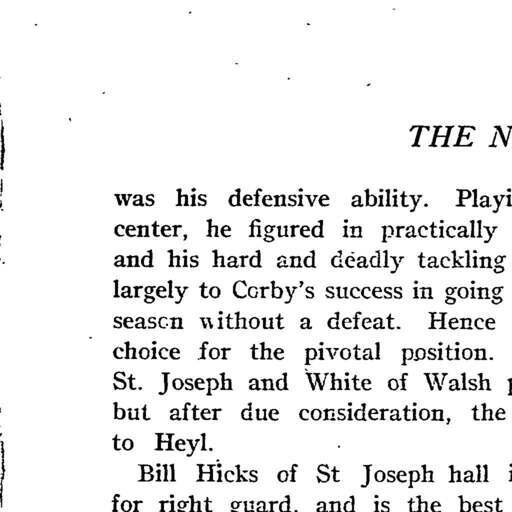 THE N
was his defensive ability. Playi
center, he figured in practically
and his hard and deadly tackling
largely to Corby's success in going
season without a defeat. Hence
choice for the pivotal position.
St. Joseph and White of Walsh p
but after due consideration, the
to Heyl.
Bill Hicks of St Joseph hall i
for right guard, and is the best